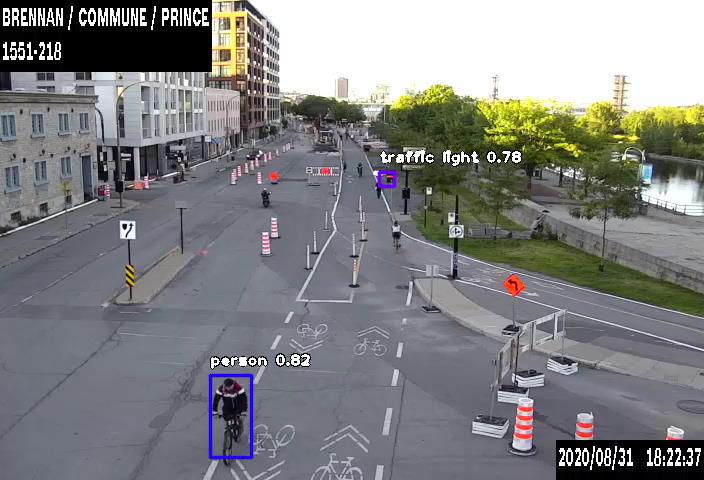 BRENNAN / COMMUNE / PRINCE
1551-218
traffic light 0.78
person 0.82
2020/08/31 18:22:37